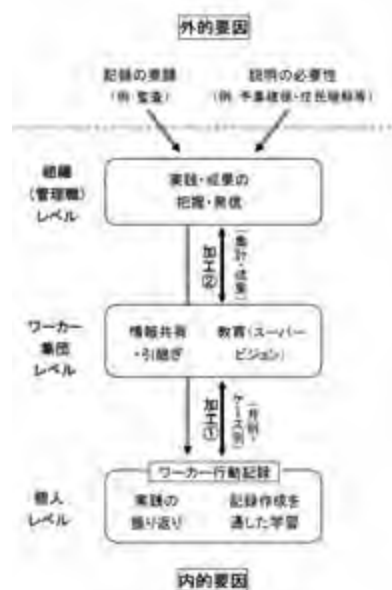 外的要因
記録の要請
(例 監査)
説明の必要性
(例 予算確保・住民理解等)
組織
(管理職)
レベル
実践・成果の
把握・発信
加工②
(集計・成果)
ワーカー
集団
レベル
情報共有
・引継ぎ
教育(スーパー
ビジョン)
加工①
(月別・
ケース別)
ワーカー行動記録
個人
レベル
実践の
振り返り
記録作成を
通した学習
内的要因